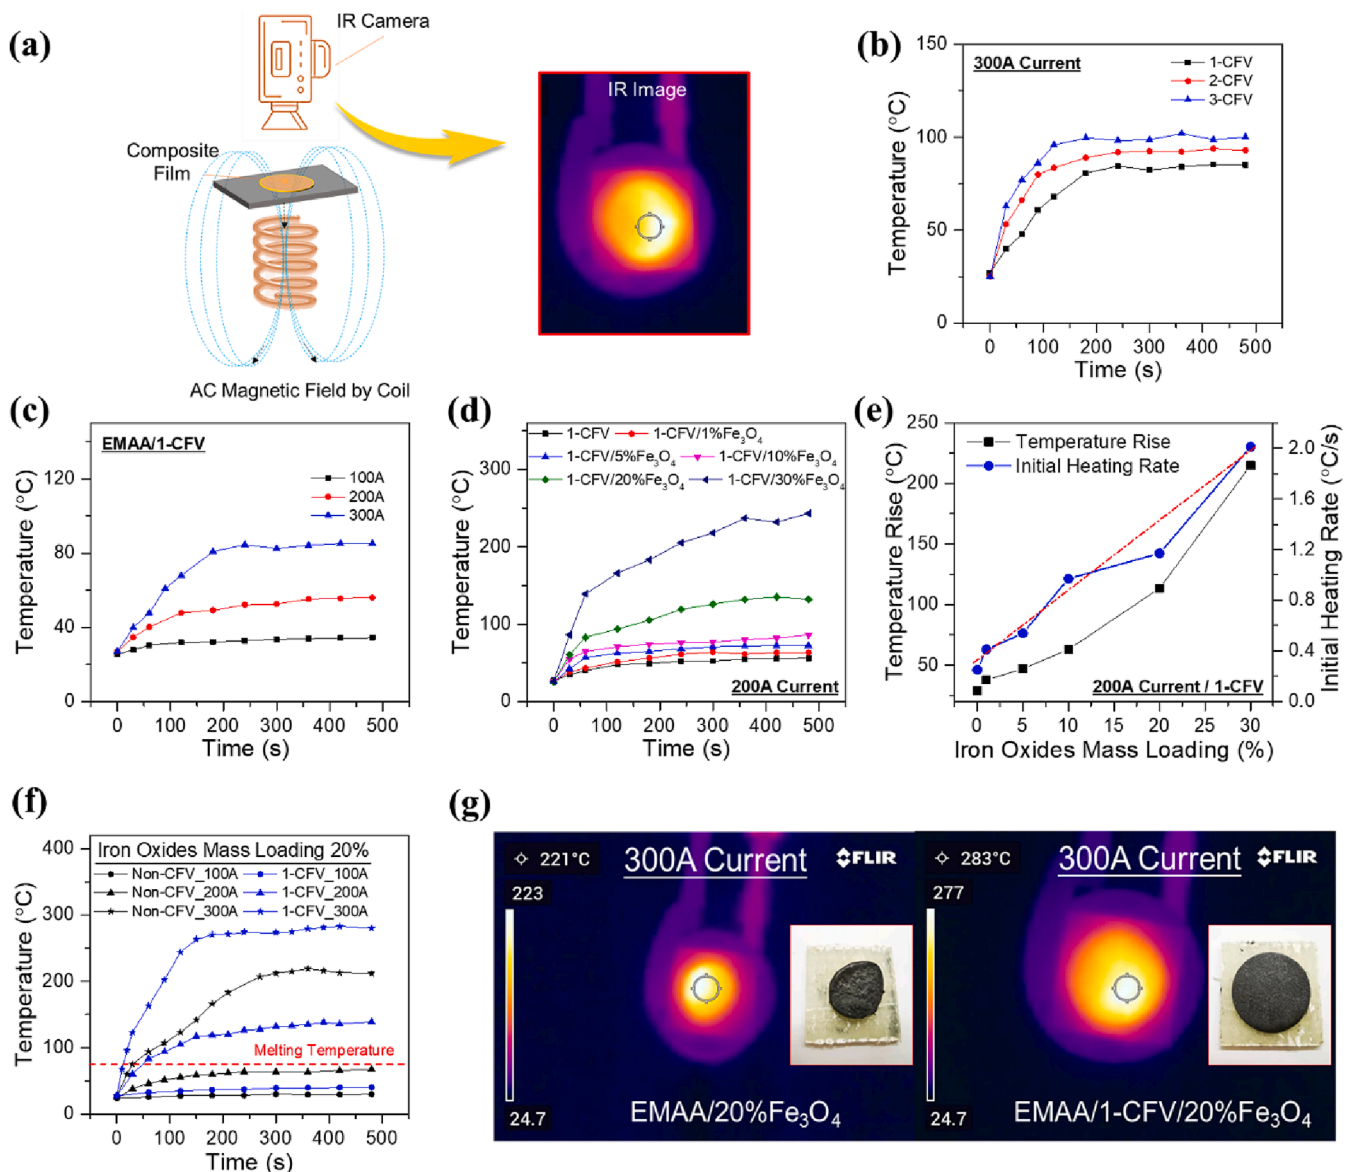 (a)
IR Camera
IR Image
Composite
Film
AC Magnetic Field by Coil
(b)
150
100
50
0
Temperature (°C)
300A Current
1-CFV
2-CFV
3-CFV
0 100 200 300 400 500
Time (s)
(c)
EMAA/1-CFV
120
80
40
0
Temperature (°C)
100A
200A
300A
0 100 200 300 400 500
Time (s)
(d)
300
200
100
0
Temperature (°C)
1-CFV 1-CFV/1%Fe₃O₄
1-CFV/5%Fe₃O₄ 1-CFV/10%Fe₃O₄
1-CFV/20%Fe₃O₄ 1-CFV/30%Fe₃O₄
200A Current
0 100 200 300 400 500
Time (s)
(e)
250
200
150
100
50
Temperature Rise (°C)
Temperature Rise
Initial Heating Rate
2.0
1.6
1.2
0.8
0.4
0.0
Initial Heating Rate (°C/s)
200A Current / 1-CFV
0 5 10 15 20 25 30
Iron Oxides Mass Loading (%)
(f)
400
300
200
100
0
Temperature (°C)
Iron Oxides Mass Loading 20%
Non-CFV_100A 1-CFV_100A
Non-CFV_200A 1-CFV_200A
Non-CFV_300A 1-CFV_300A
Melting Temperature
0 100 200 300 400 500
Time (s)
(g)
221°C
300A Current
FLIR
223
24.7
EMAA/20%Fe₃O₄
283°C
300A Current
FLIR
277
24.7
EMAA/1-CFV/20%Fe₃O₄